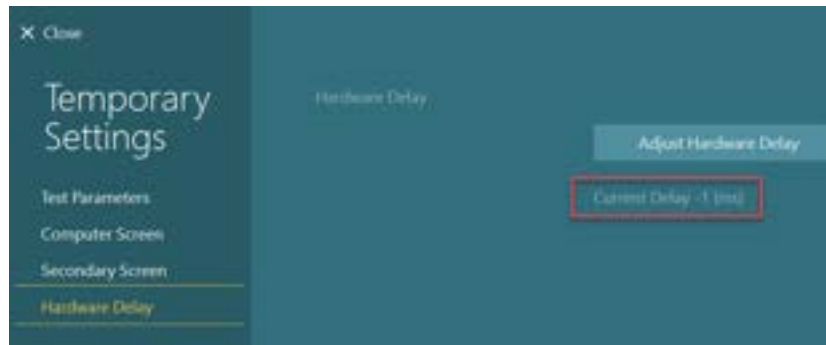 X Close
Temporary
Settings
Hardware Delay
Adjust Hardware Delay
Current Delay -1 (ms)
Test Parameters
Computer Screen
Secondary Screen
Hardware Delay